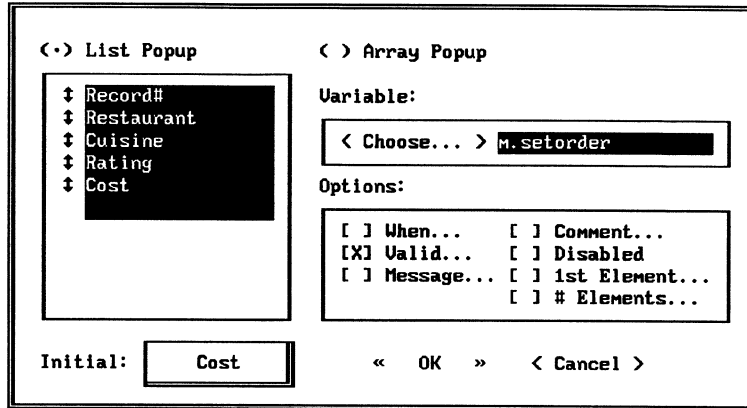 (·) List Popup
( ) Array Popup
↕ Record#
↕ Restaurant
↕ Cuisine
↕ Rating
↕ Cost
Variable:
< Choose... > m.setorder
Options:
[ ] When... [ ] Comment...
[X] Valid... [ ] Disabled
[ ] Message... [ ] 1st Element...
[ ] # Elements...
Initial: Cost
« OK » < Cancel >